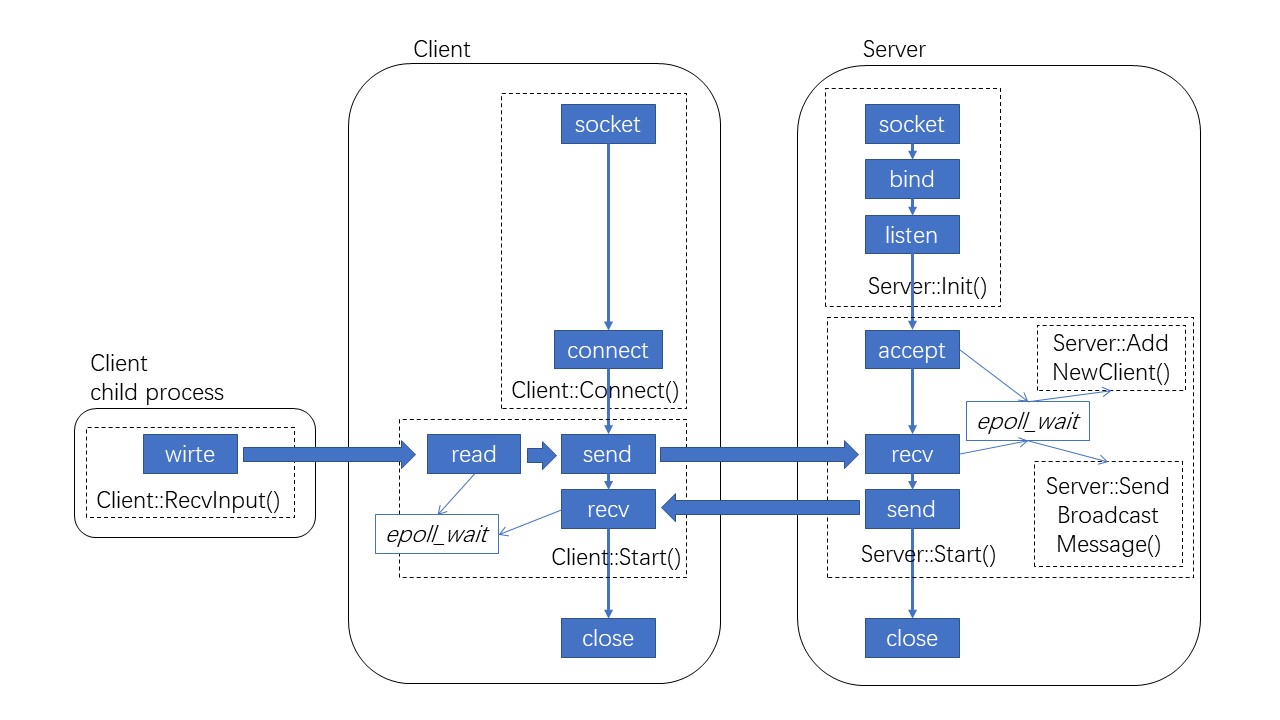 Client
Server
socket
connect
Client::Connect()
socket
bind
listen
Server::Init()
Client
child process
wirte
Client::RecvInput()
read
send
recv
epoll_wait
Client::Start()
close
accept
recv
send
epoll_wait
Server::Add
NewClient()
Server::Send
Broadcast
Message()
Server::Start()
close